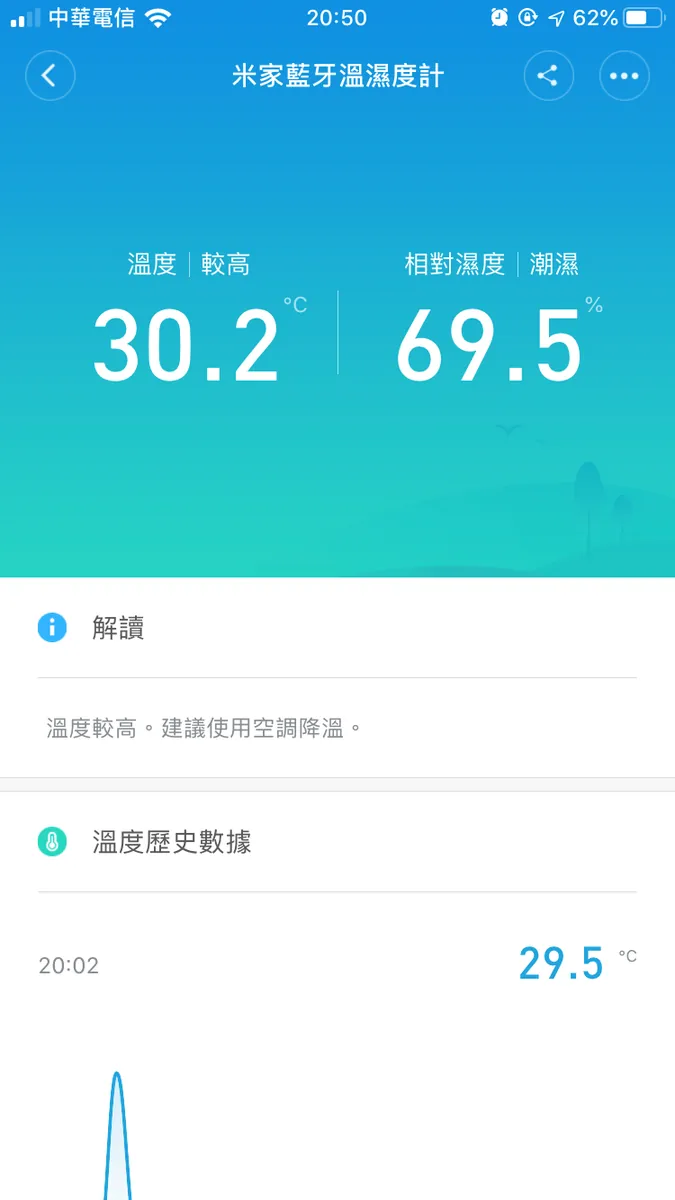 中華電信 20:50 62%
米家藍牙溫濕度計
溫度 | 較高 相對濕度 | 潮濕
30.2 °C 69.5 %
解讀
溫度較高。建議使用空調降溫。
溫度歷史數據
20:02 29.5 °C